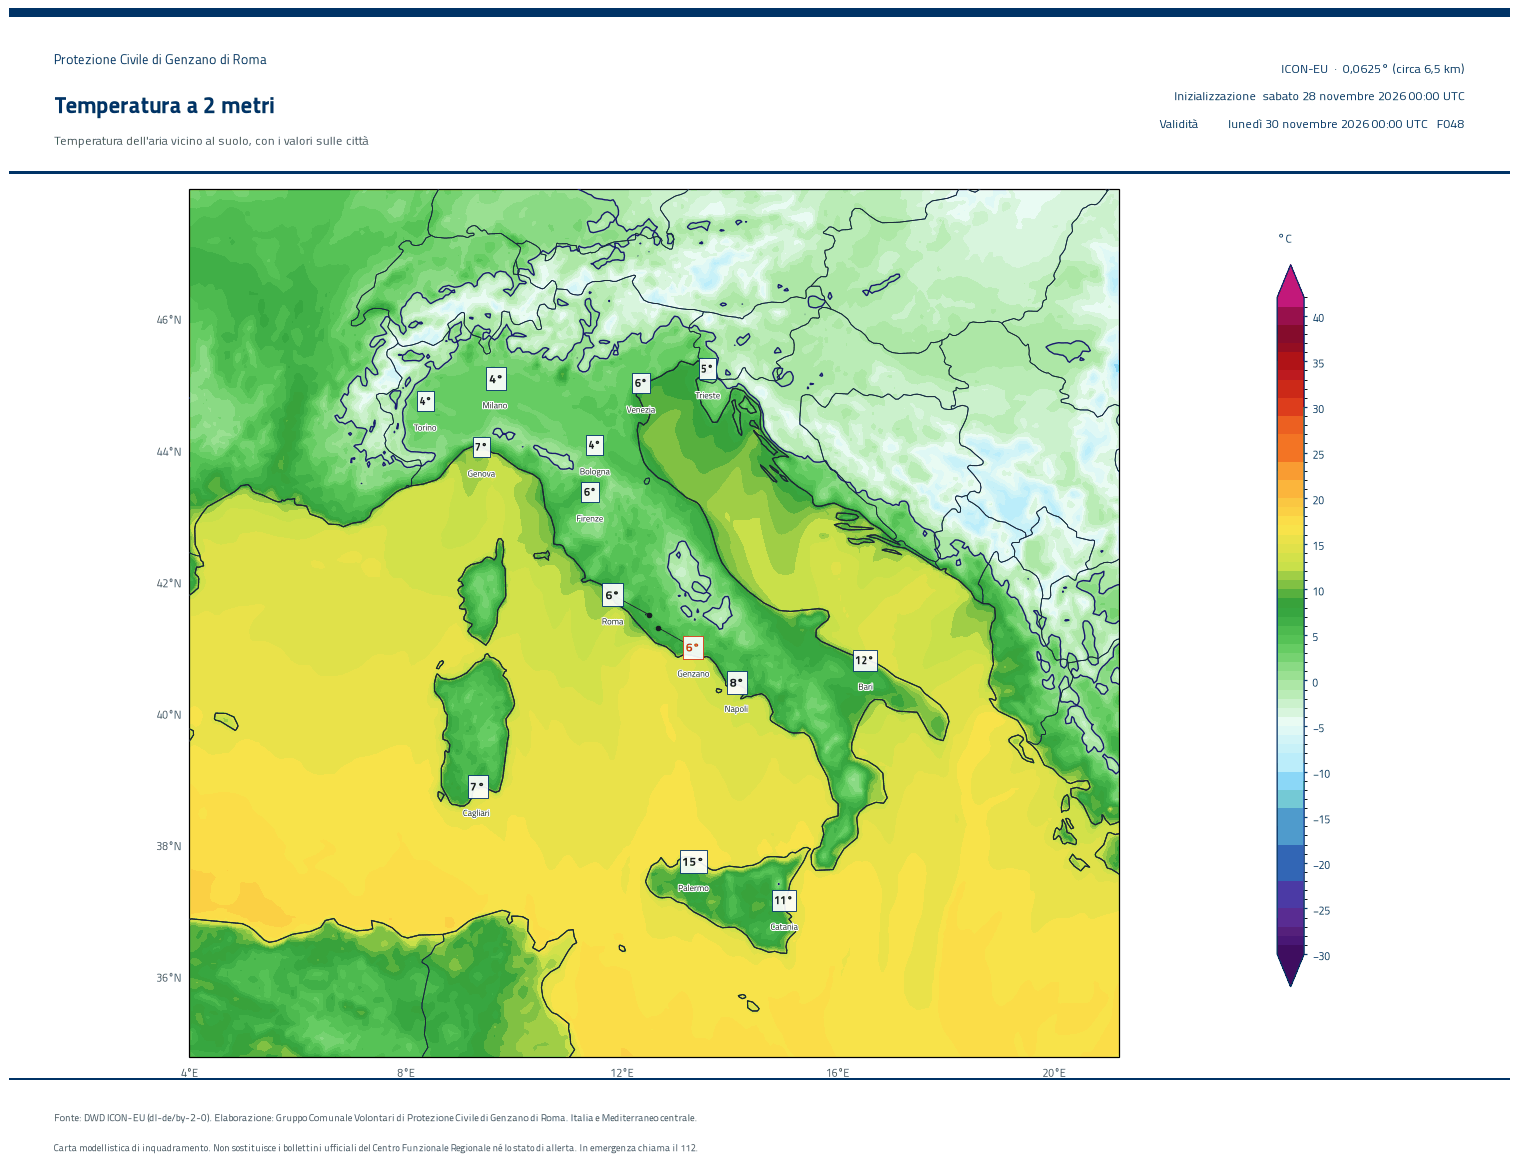 Protezione Civile di Genzano di Roma
Temperatura a 2 metri
Temperatura dell'aria vicino al suolo, con i valori sulle città
ICON-EU · 0,0625° (circa 6,5 km)
Inizializzazione sabato 28 novembre 2026 00:00 UTC
Validità lunedì 30 novembre 2026 00:00 UTC F048
°C
40
35
30
25
20
15
10
5
0
−5
−10
−15
−20
−25
−30
46°N
44°N
42°N
40°N
38°N
36°N
4°E
8°E
12°E
16°E
20°E
5°
Trieste
4°
Milano
6°
Venezia
4°
Torino
7°
Genova
4°
Bologna
6°
Firenze
6°
Roma
6°
Genzano
12°
Bari
8°
Napoli
7°
Cagliari
15°
Palermo
11°
Catania
Fonte: DWD ICON-EU (dl-de/by-2-0). Elaborazione: Gruppo Comunale Volontari di Protezione Civile di Genzano di Roma. Italia e Mediterraneo centrale.
Carta modellistica di inquadramento. Non sostituisce i bollettini ufficiali del Centro Funzionale Regionale né lo stato di allerta. In emergenza chiama il 112.